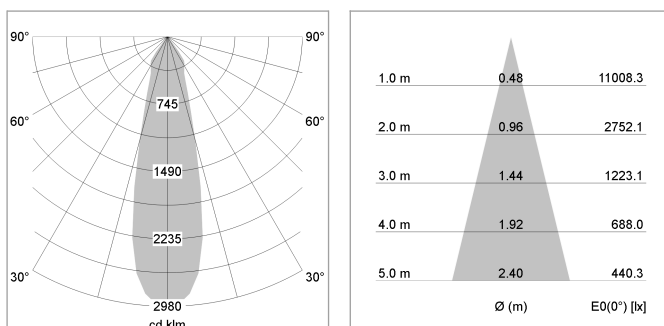 90° 90°
745
60° 60°
1490
2235
30° 30°
2980
cd klm
1.0 m 0.48 11008.3
2.0 m 0.96 2752.1
3.0 m 1.44 1223.1
4.0 m 1.92 688.0
5.0 m 2.40 440.3
Ø (m) E0(0°) [lx]